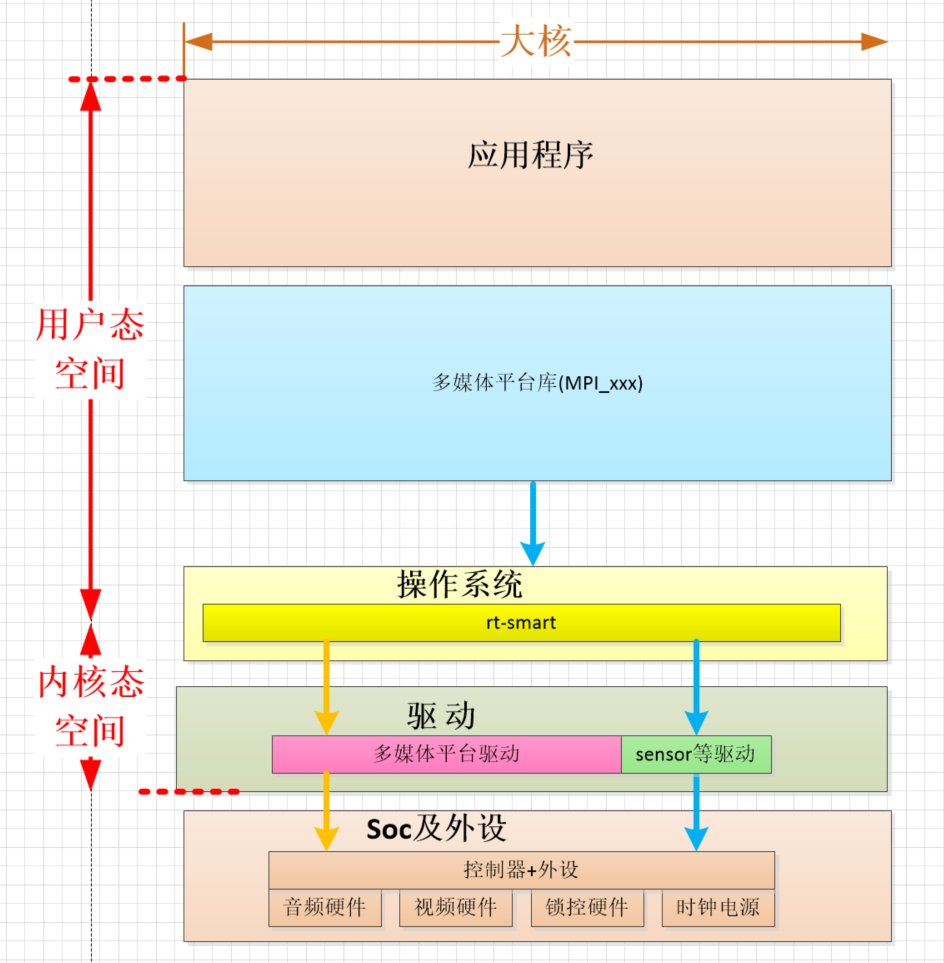 大核
应用程序
用户态
空间
多媒体平台库(MPI_xxx)
操作系统
rt-smart
内核态
空间
驱 动
多媒体平台驱动
sensor等驱动
Soc及外设
控制器+外设
音频硬件
视频硬件
锁控硬件
时钟电源